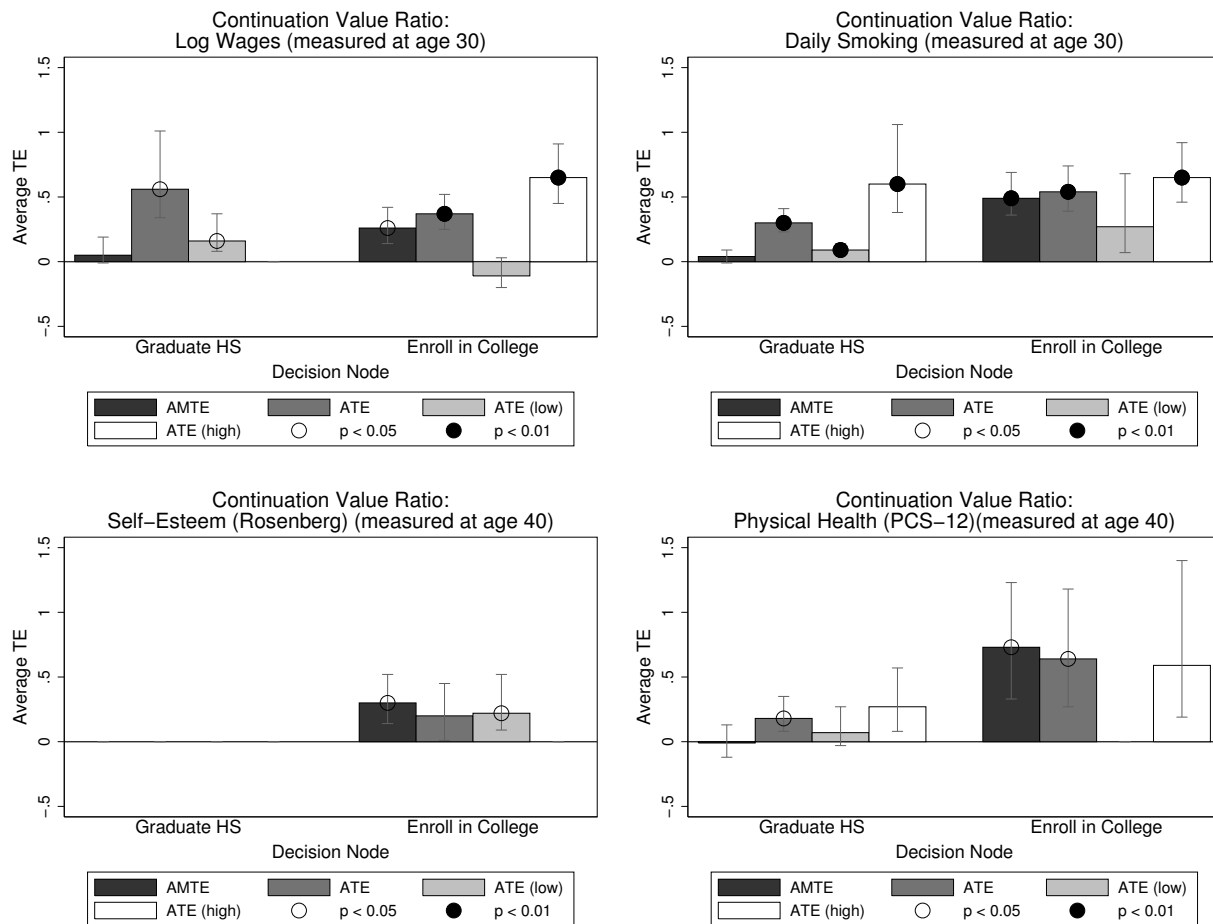 Continuation Value Ratio:
Log Wages (measured at age 30)
Average TE
1.5
1
.5
0
−.5
Graduate HS
Enroll in College
Decision Node
AMTE
ATE
ATE (low)
ATE (high)
p < 0.05
p < 0.01
Continuation Value Ratio:
Daily Smoking (measured at age 30)
Average TE
1.5
1
.5
0
−.5
Graduate HS
Enroll in College
Decision Node
AMTE
ATE
ATE (low)
ATE (high)
p < 0.05
p < 0.01
Continuation Value Ratio:
Self−Esteem (Rosenberg) (measured at age 40)
Average TE
1.5
1
.5
0
−.5
Graduate HS
Enroll in College
Decision Node
AMTE
ATE
ATE (low)
ATE (high)
p < 0.05
p < 0.01
Continuation Value Ratio:
Physical Health (PCS−12)(measured at age 40)
Average TE
1.5
1
.5
0
−.5
Graduate HS
Enroll in College
Decision Node
AMTE
ATE
ATE (low)
ATE (high)
p < 0.05
p < 0.01